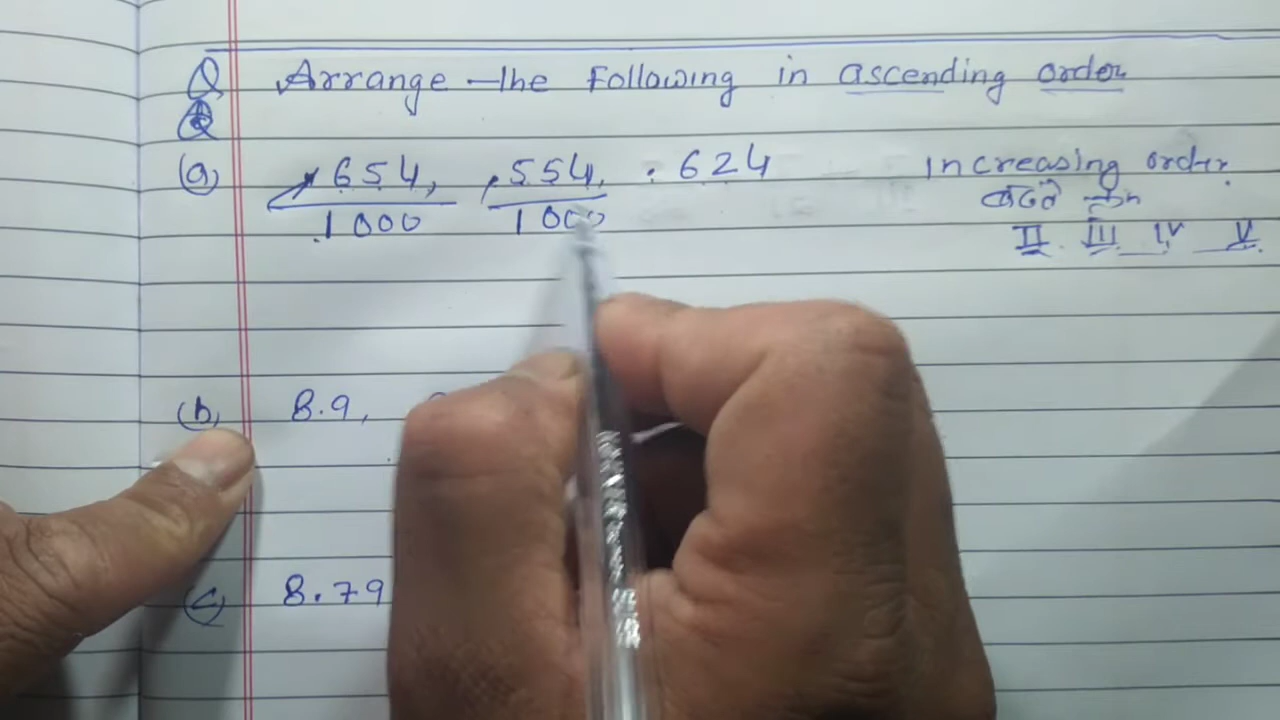 Q Arrange the Following in ascending order
(a) .654, .554, .624 Increasing order
1000 1000
II III IV V
(b) 8.9,
(c) 8.79